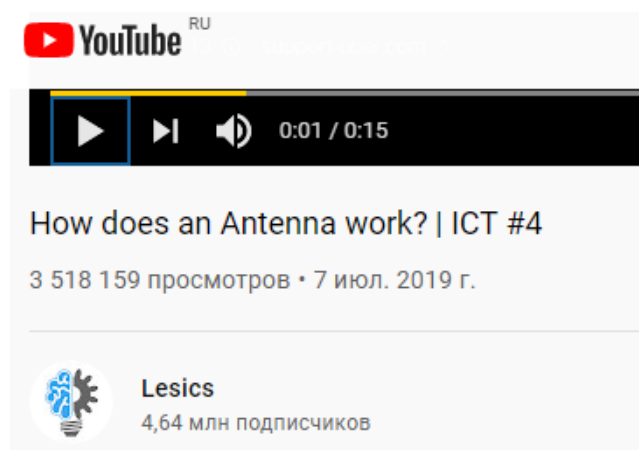 YouTube RU
0:01 / 0:15
How does an Antenna work? | ICT #4
3 518 159 просмотров • 7 июл. 2019 г.
Lesics
4,64 млн подписчиков